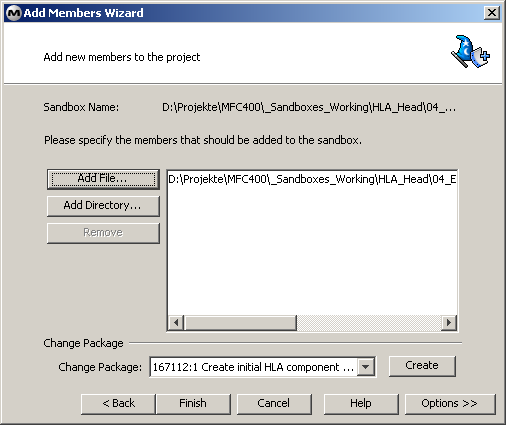 Add Members Wizard
Add new members to the project
Sandbox Name: D:\Projekte\MFC400\_Sandboxes_Working\HLA_Head\04_...
Please specify the members that should be added to the sandbox.
Add File...
D:\Projekte\MFC400\_Sandboxes_Working\HLA_Head\04_E
Add Directory...
Remove
Change Package
Change Package: 167112:1 Create initial HLA component ... Create
< Back Finish Cancel Help Options >>